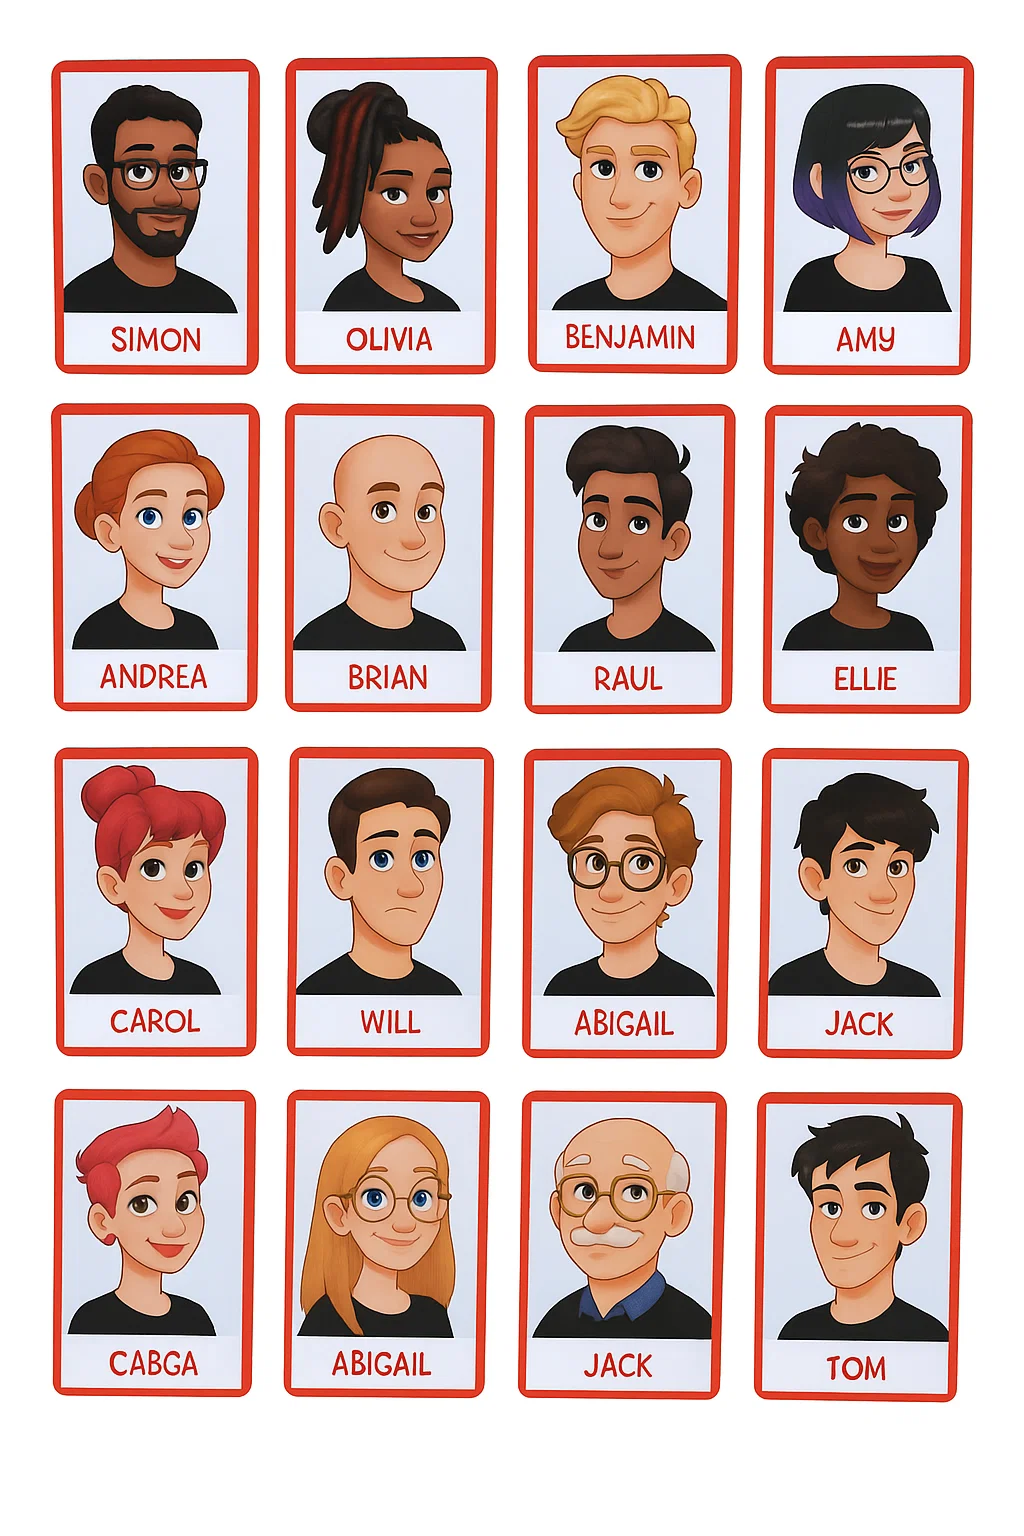 SIMON
OLIVIA
BENJAMIN
AMY
ANDREA
BRIAN
RAUL
ELLIE
CAROL
WILL
ABIGAIL
JACK
CABGA
ABIGAIL
JACK
TOM